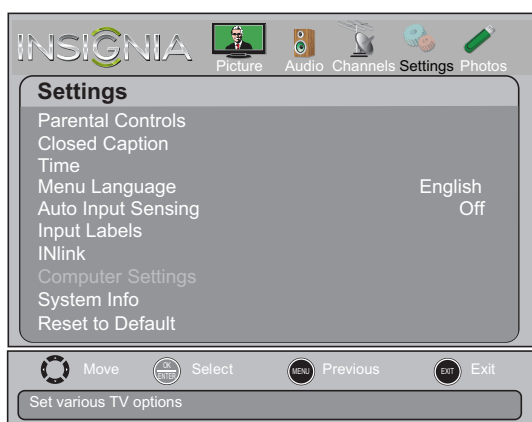 INSIGNIA
Picture Audio Channels Settings Photos
Settings
Parental Controls
Closed Caption
Time
Menu Language English
Auto Input Sensing Off
Input Labels
INlink
Computer Settings
System Info
Reset to Default
Move OK ENTER Select MENU Previous EXIT Exit
Set various TV options